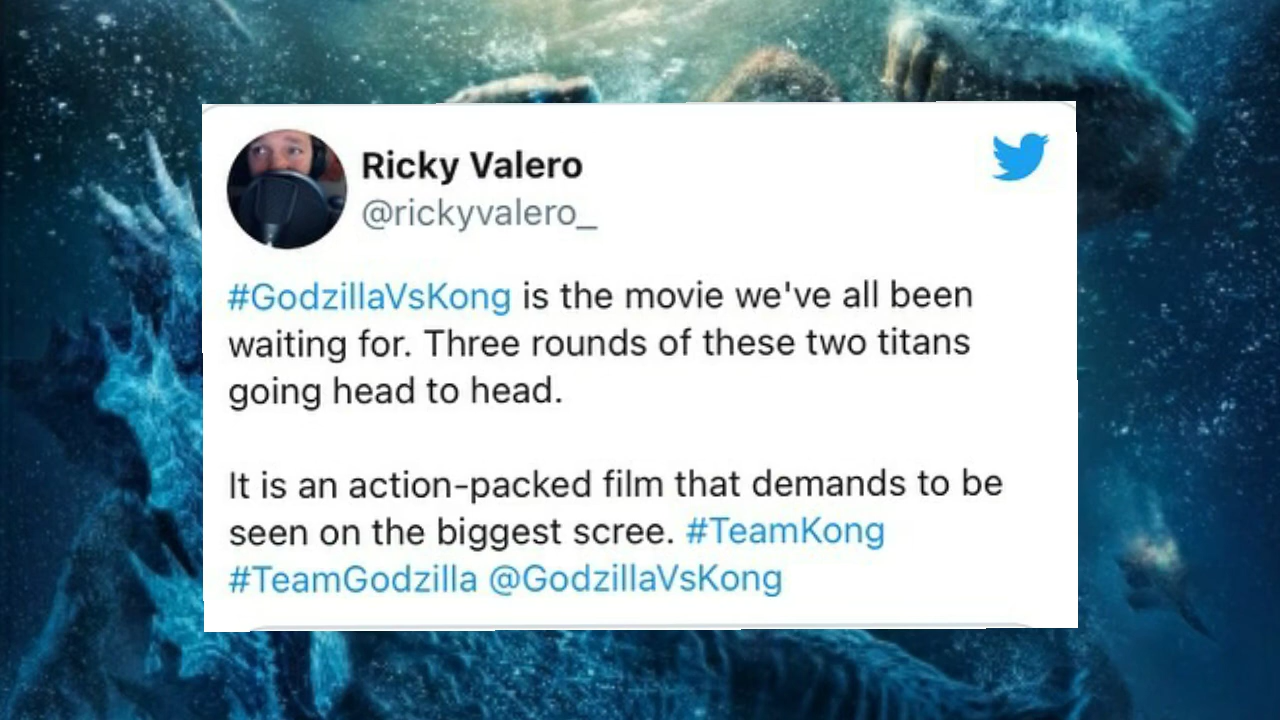 Ricky Valero
@rickyvalero_
#GodzillaVsKong is the movie we've all been
waiting for. Three rounds of these two titans
going head to head.
It is an action-packed film that demands to be
seen on the biggest scree. #TeamKong
#TeamGodzilla @GodzillaVsKong